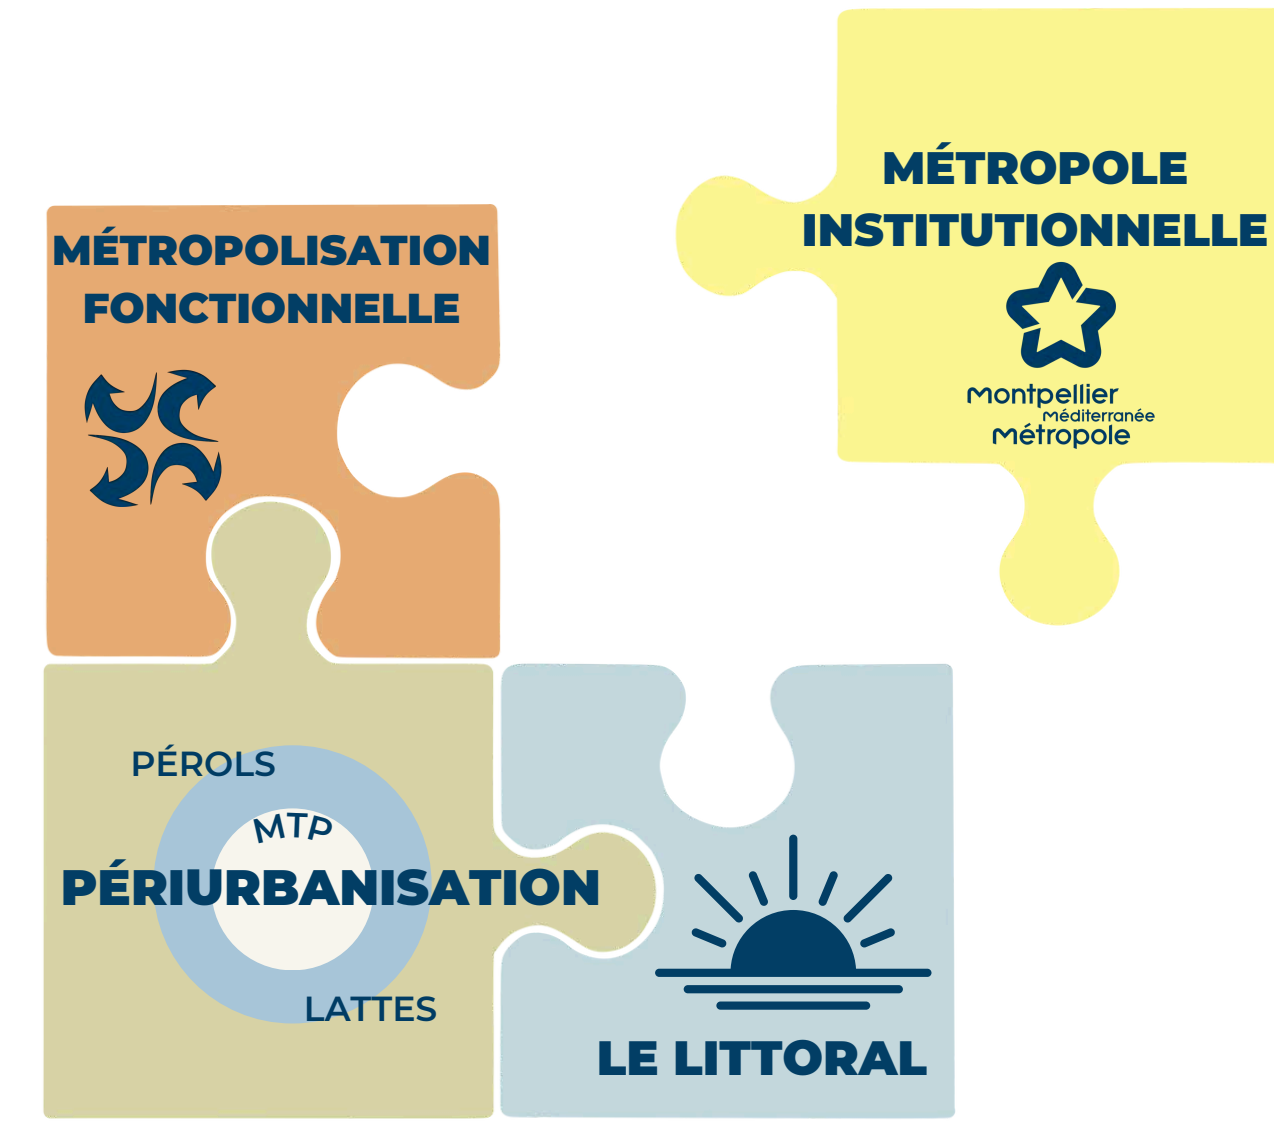 MÉTROPOLE
INSTITUTIONNELLE
montpellier
méditerranée
métropole
MÉTROPOLISATION
FONCTIONNELLE
PÉROLS
MTP
PÉRIURBANISATION
LATTES
LE LITTORAL